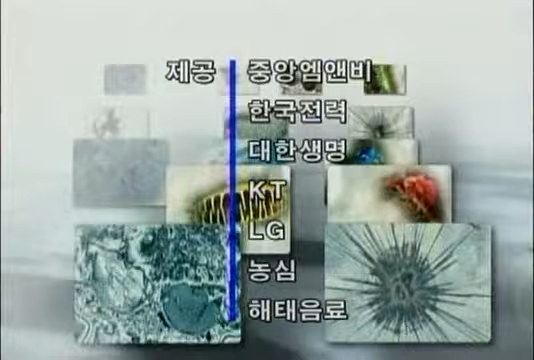 제공 중앙엠앤비
한국전력
대한생명
KT
LG
농심
해태음료